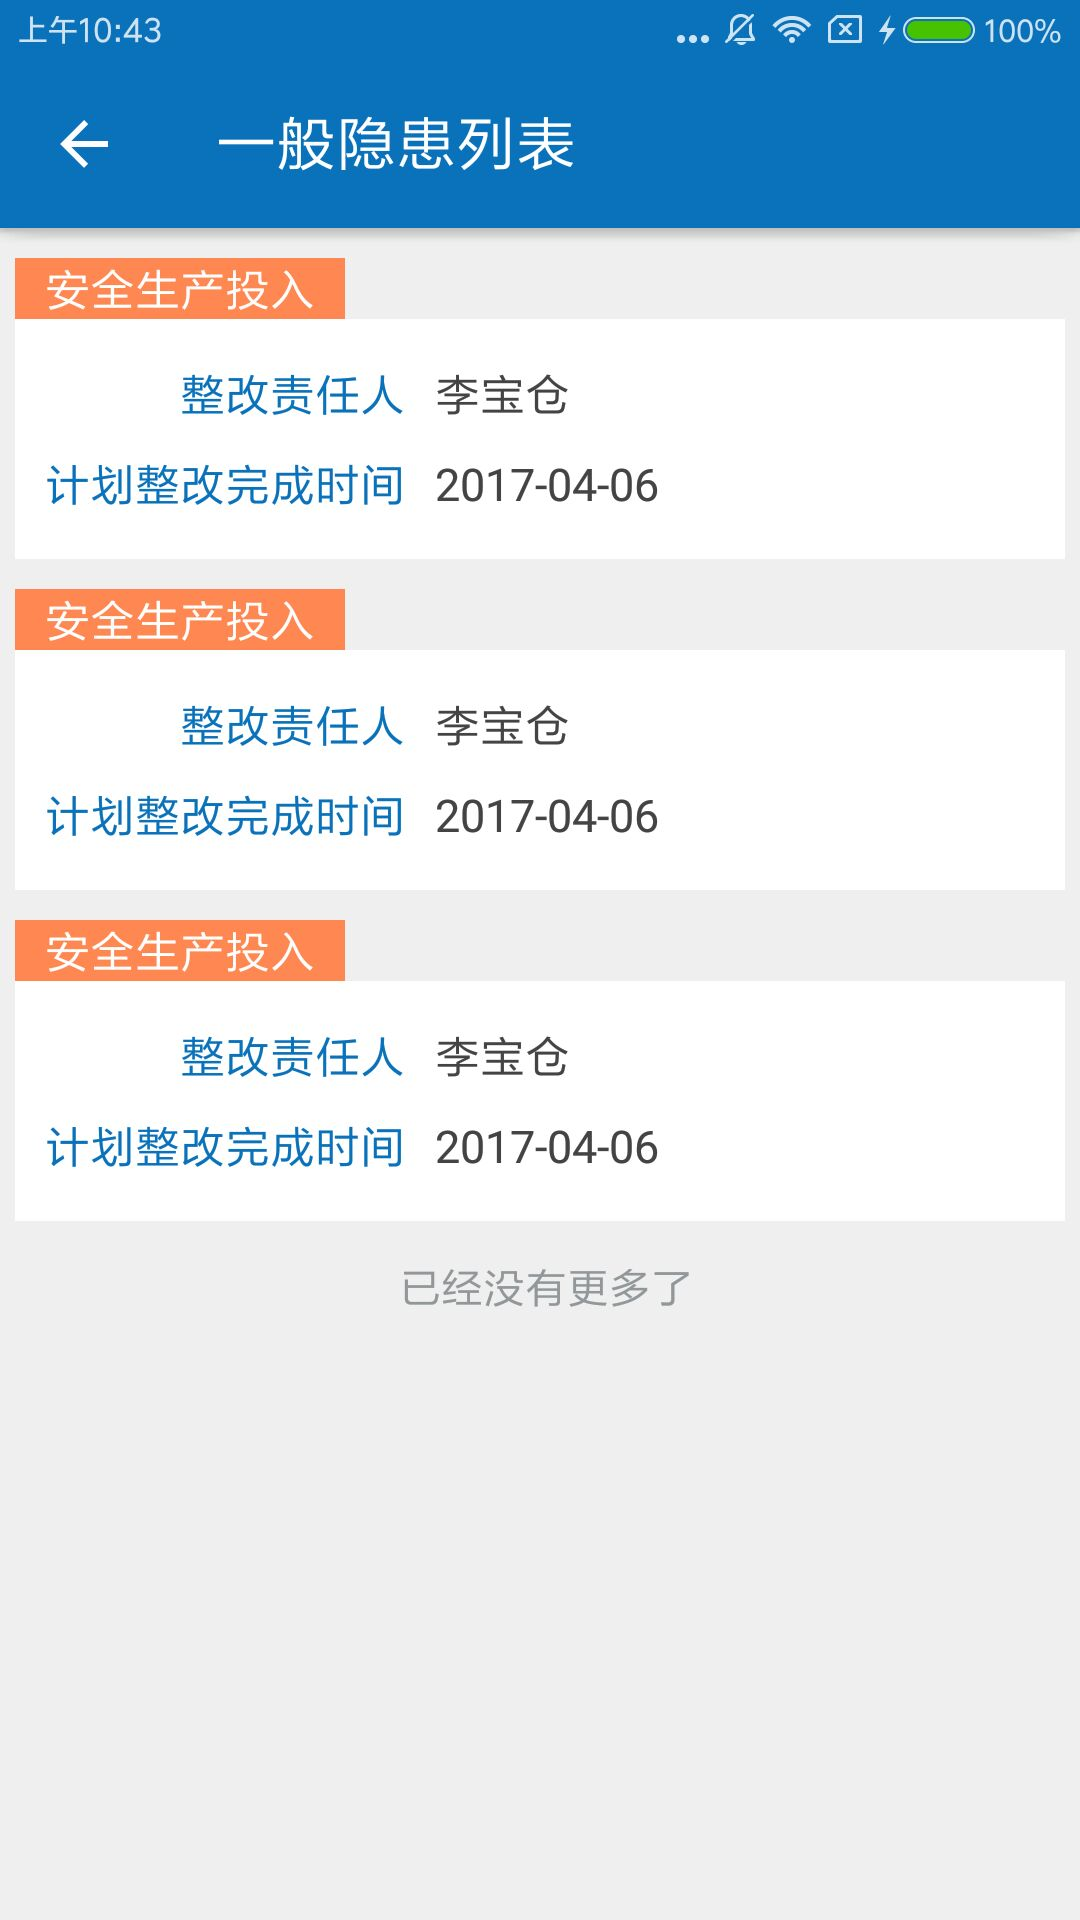 上午10:43
100%
一般隐患列表
安全生产投入
整改责任人 李宝仓
计划整改完成时间 2017-04-06
安全生产投入
整改责任人 李宝仓
计划整改完成时间 2017-04-06
安全生产投入
整改责任人 李宝仓
计划整改完成时间 2017-04-06
已经没有更多了